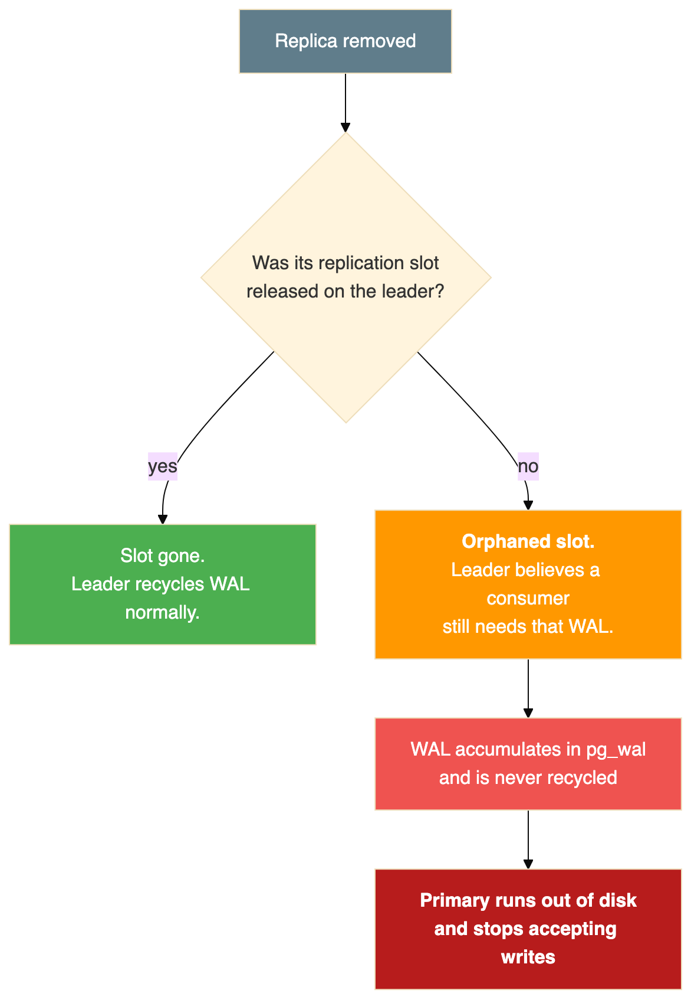 Replica removed
Was its replication slot
released on the leader?
yes
no
Slot gone.
Leader recycles WAL
normally.
Orphaned slot.
Leader believes a
consumer
still needs that WAL.
WAL accumulates in pg_wal
and is never recycled
Primary runs out of disk
and stops accepting
writes